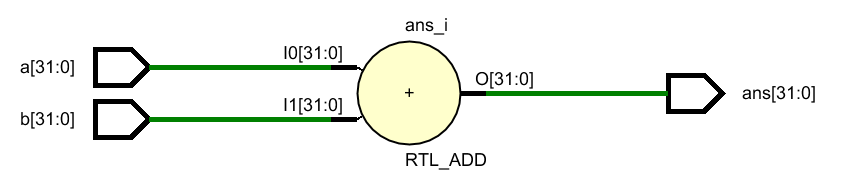 ans_i
a[31:0]
I0[31:0]
b[31:0]
I1[31:0]
+
O[31:0]
ans[31:0]
RTL_ADD